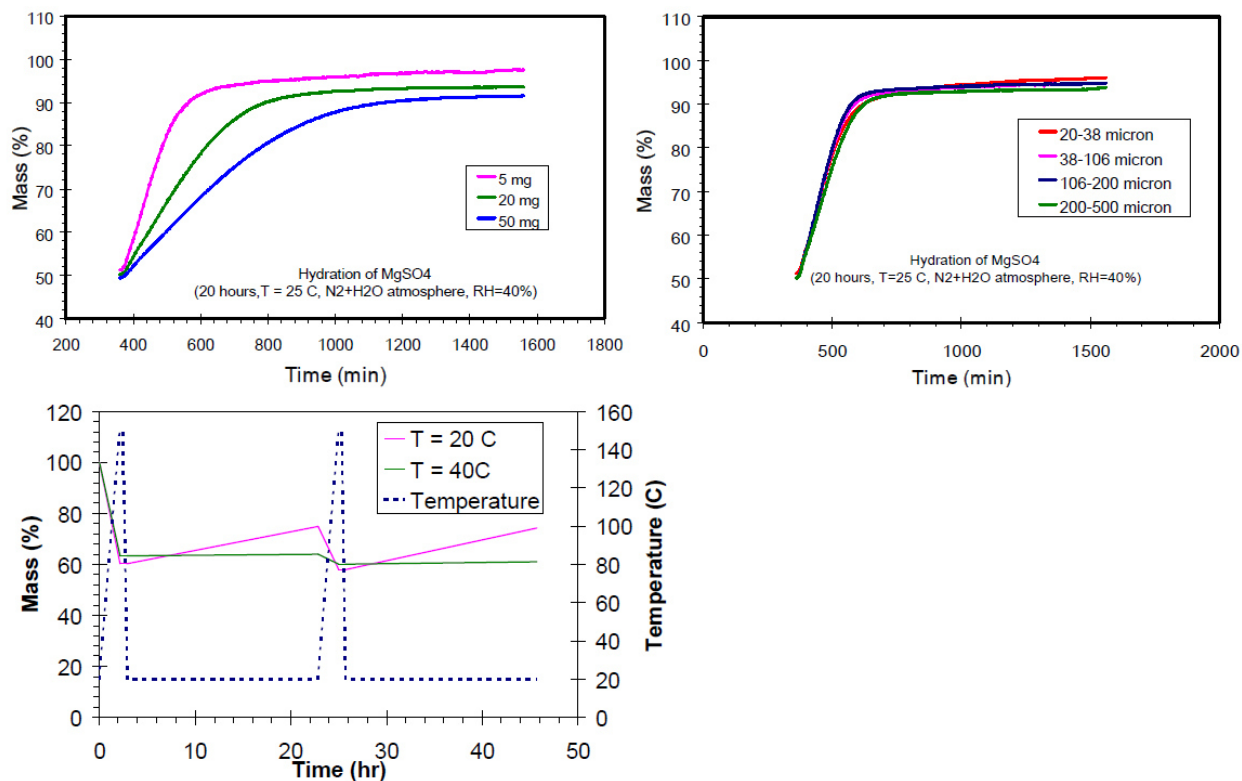 110
100
90
80
70
60
50
40
Mass (%)
5 mg
20 mg
50 mg
Hydration of MgSO4
(20 hours,T = 25 C, N2+H2O atmosphere, RH=40%)
200 400 600 800 1000 1200 1400 1600 1800
Time (min)
110
100
90
80
70
60
50
40
Mass (%)
20-38 micron
38-106 micron
106-200 micron
200-500 micron
Hydration of MgSO4
(20 hours, T=25 C, N2+H2O atmosphere, RH=40%)
0 500 1000 1500 2000
Time (min)
120
100
80
60
40
20
0
Mass (%)
T = 20 C
T = 40C
Temperature
160
140
120
100
80
60
40
20
0
Temperature (C)
0 10 20 30 40 50
Time (hr)